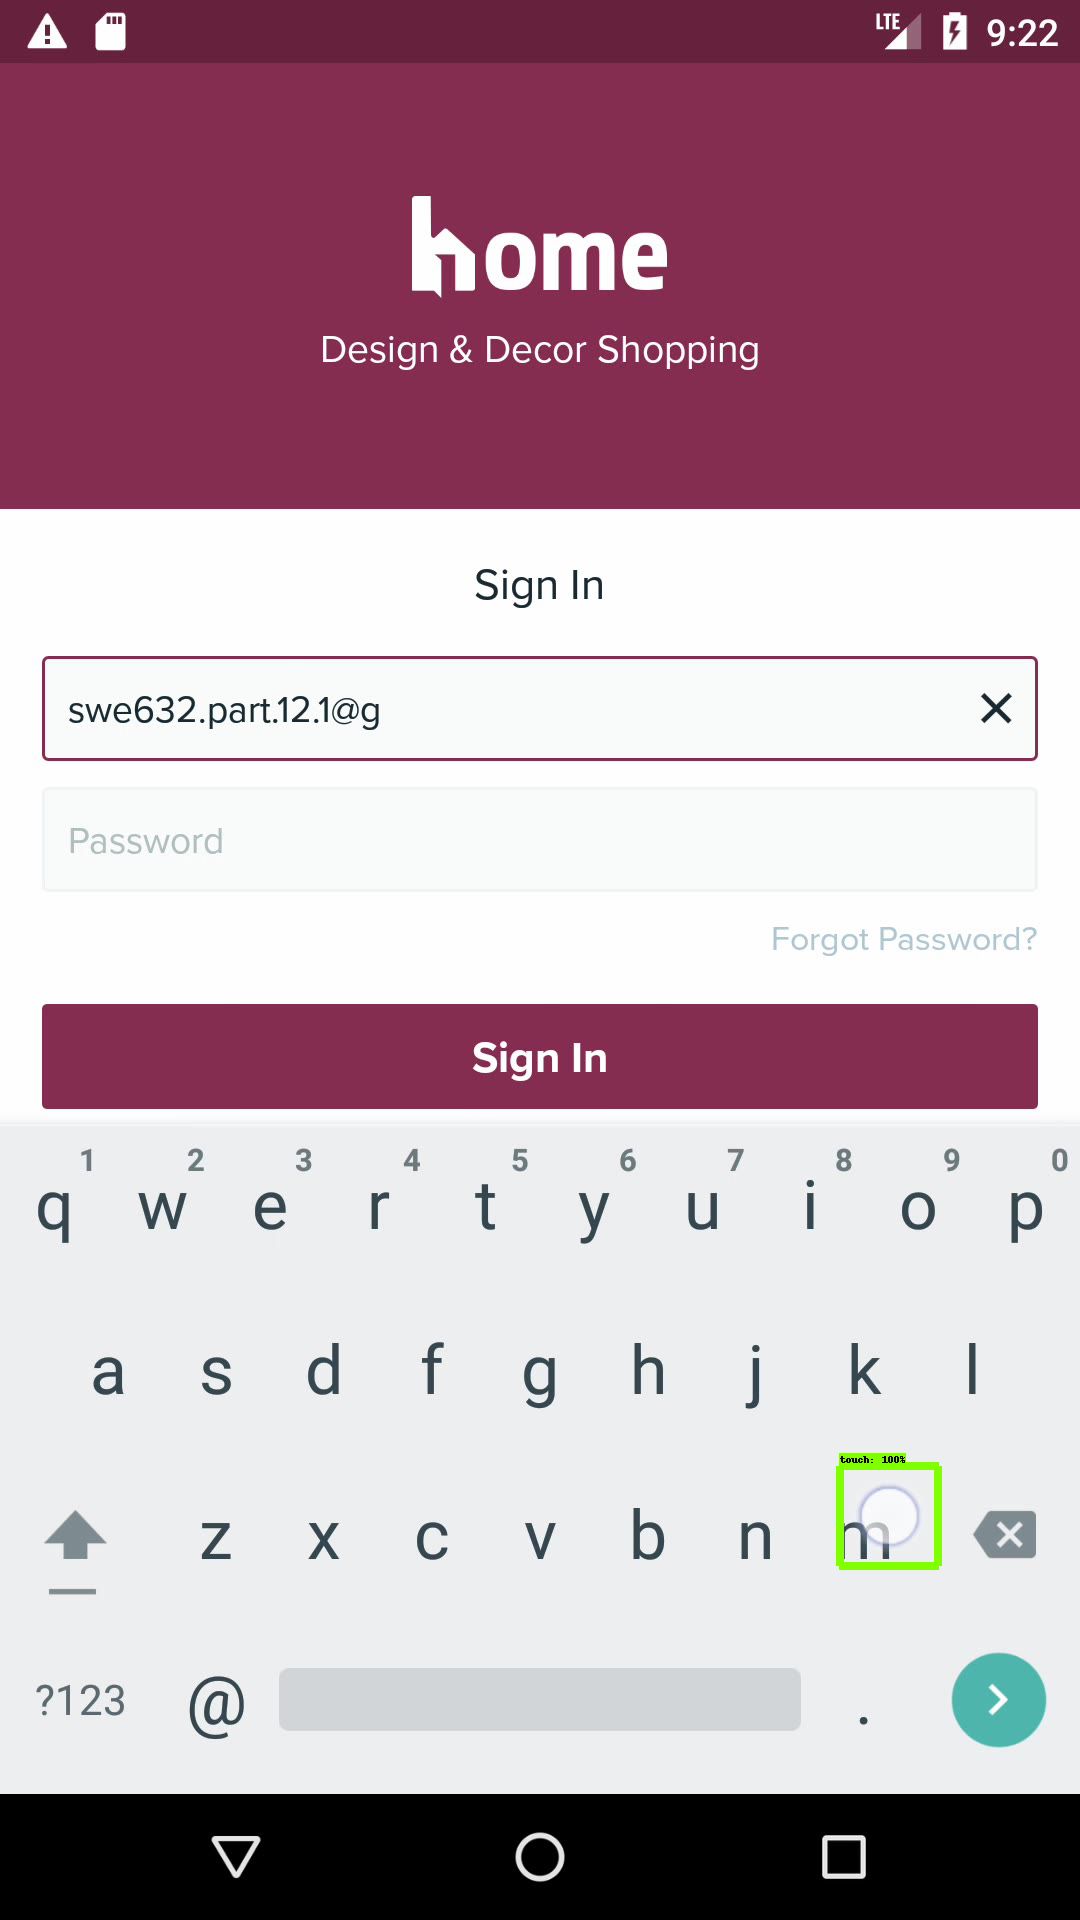 LTE 9:22
home
Design & Decor Shopping
Sign In
swe632.part.12.1@g
Password
Forgot Password?
Sign In
1 2 3 4 5 6 7 8 9 0
q w e r t y u i o p
a s d f g h j k l
touch: 100%
z x c v b n m
?123 @ .